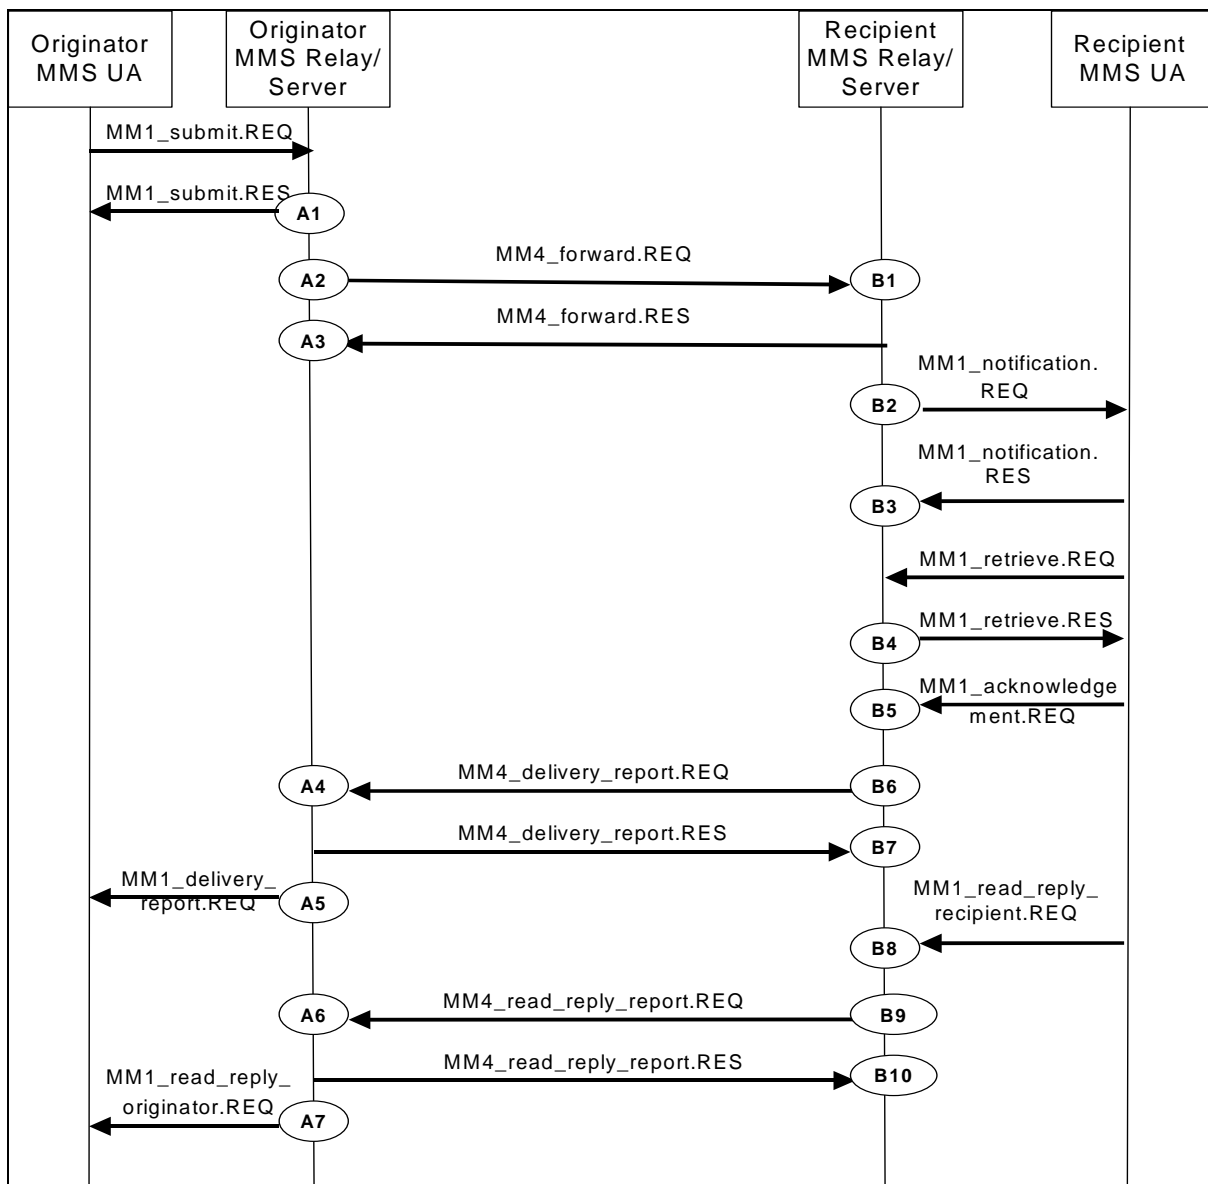 Originator
MMS UA
Originator
MMS Relay/
Server
Recipient
MMS Relay/
Server
Recipient
MMS UA
MM1_submit.REQ
MM1_submit.RES
A1
MM4_forward.REQ
A2
B1
MM4_forward.RES
A3
MM1_notification.
REQ
B2
MM1_notification.
RES
B3
MM1_retrieve.REQ
MM1_retrieve.RES
B4
MM1_acknowledge
ment.REQ
B5
MM4_delivery_report.REQ
A4
B6
MM4_delivery_report.RES
B7
MM1_delivery_
report.REQ
A5
MM1_read_reply_
recipient.REQ
B8
MM4_read_reply_report.REQ
A6
B9
MM4_read_reply_report.RES
B10
MM1_read_reply_
originator.REQ
A7